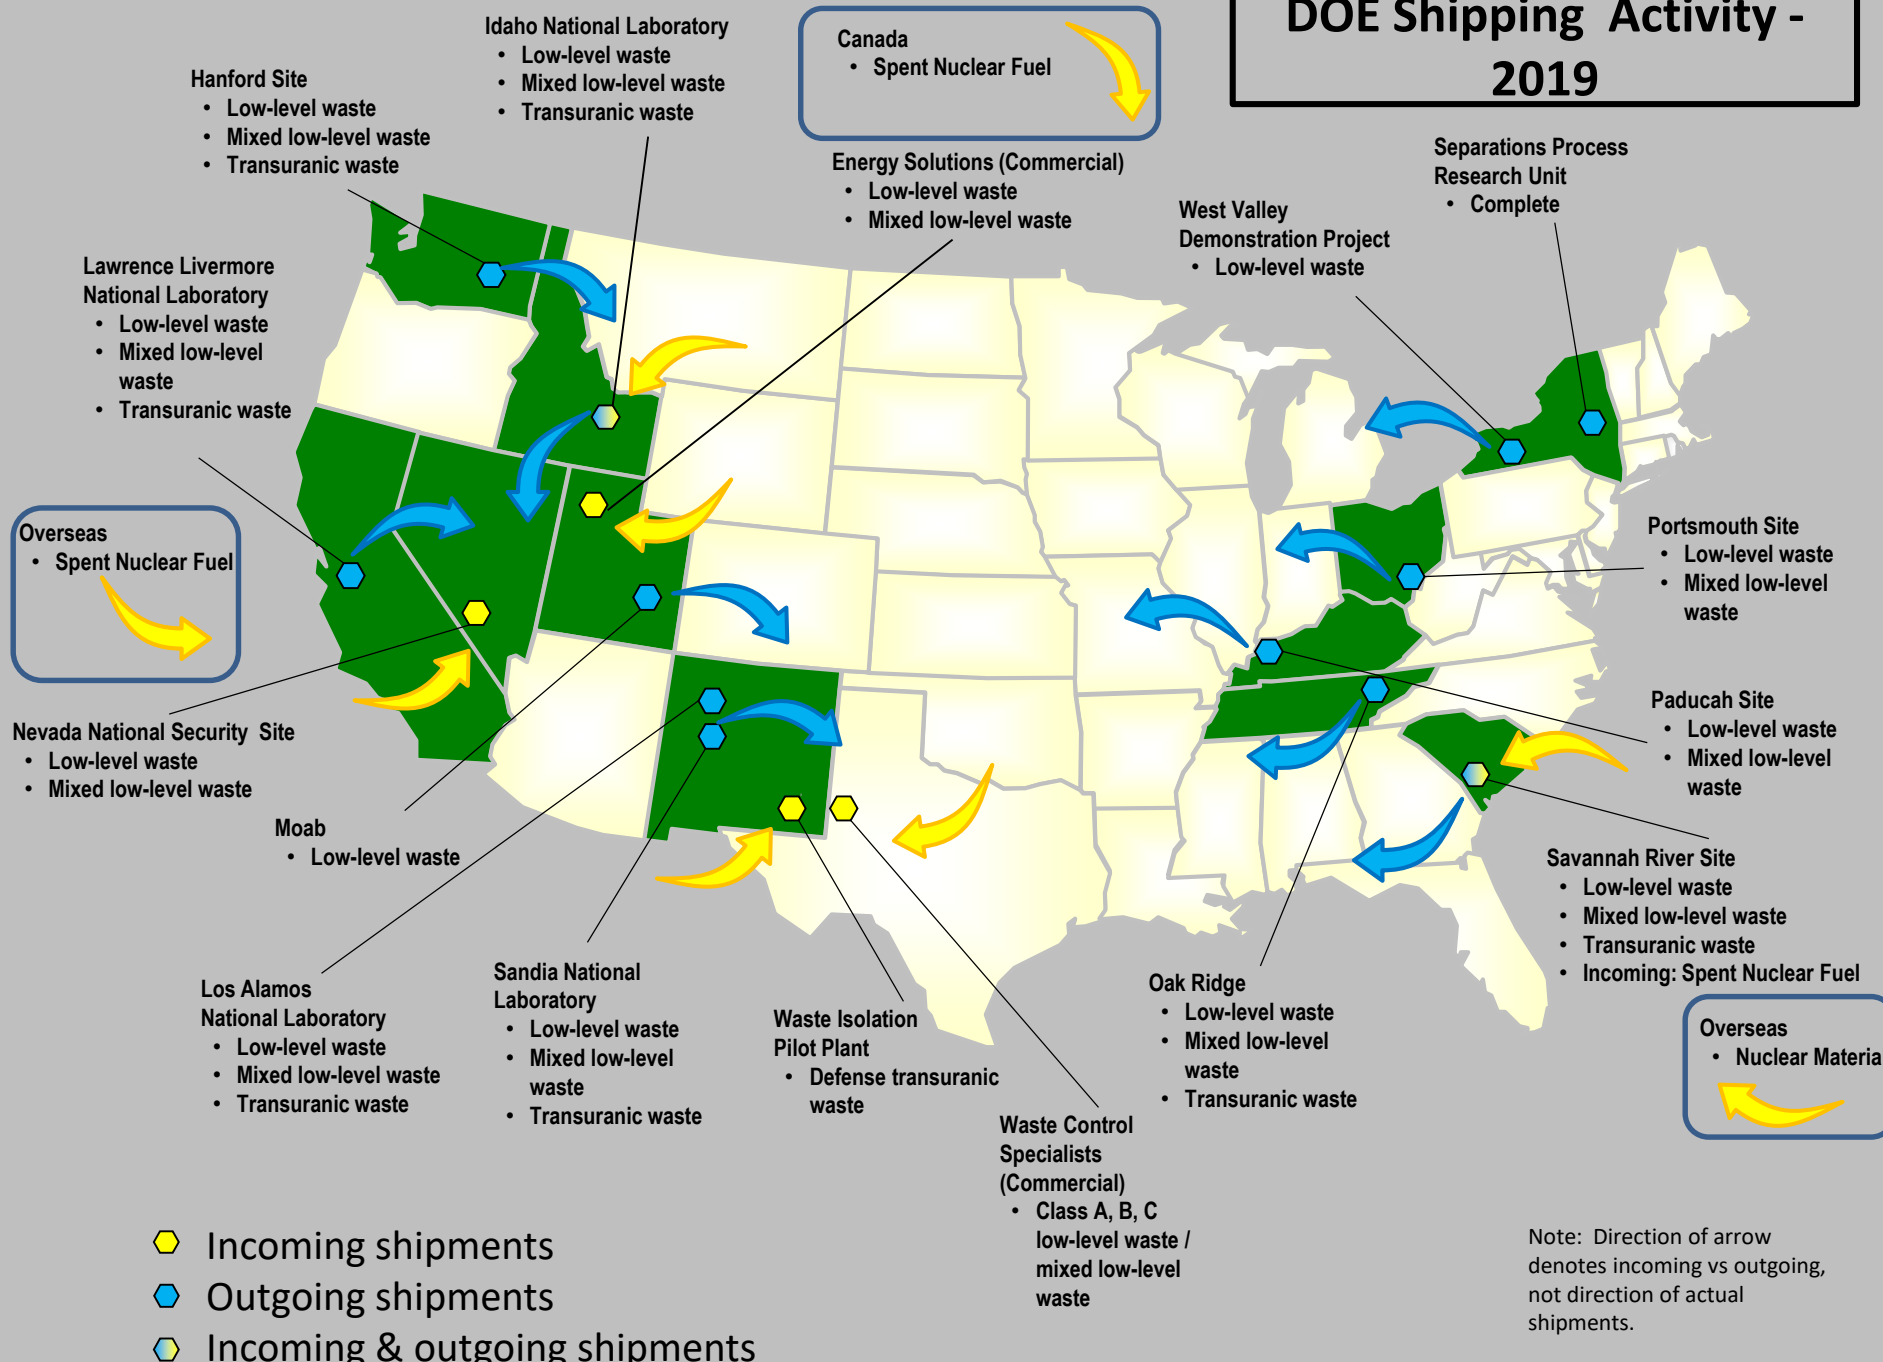 DOE Shipping Activity -
2019
Idaho National Laboratory
• Low-level waste
• Mixed low-level waste
• Transuranic waste
Canada
• Spent Nuclear Fuel
Hanford Site
• Low-level waste
• Mixed low-level waste
• Transuranic waste
Energy Solutions (Commercial)
• Low-level waste
• Mixed low-level waste
Separations Process
Research Unit
• Complete
West Valley
Demonstration Project
• Low-level waste
Lawrence Livermore
National Laboratory
• Low-level waste
• Mixed low-level
waste
• Transuranic waste
Overseas
• Spent Nuclear Fuel
Portsmouth Site
• Low-level waste
• Mixed low-level
waste
Nevada National Security Site
• Low-level waste
• Mixed low-level waste
Paducah Site
• Low-level waste
• Mixed low-level
waste
Moab
• Low-level waste
Savannah River Site
• Low-level waste
• Mixed low-level waste
• Transuranic waste
• Incoming: Spent Nuclear Fuel
Los Alamos
National Laboratory
• Low-level waste
• Mixed low-level waste
• Transuranic waste
Sandia National
Laboratory
• Low-level waste
• Mixed low-level
waste
• Transuranic waste
Waste Isolation
Pilot Plant
• Defense transuranic
waste
Oak Ridge
• Low-level waste
• Mixed low-level
waste
• Transuranic waste
Overseas
• Nuclear Materia
Waste Control
Specialists
(Commercial)
• Class A, B, C
low-level waste /
mixed low-level
waste
Incoming shipments
Outgoing shipments
Incoming & outgoing shipments
Note: Direction of arrow
denotes incoming vs outgoing,
not direction of actual
shipments.